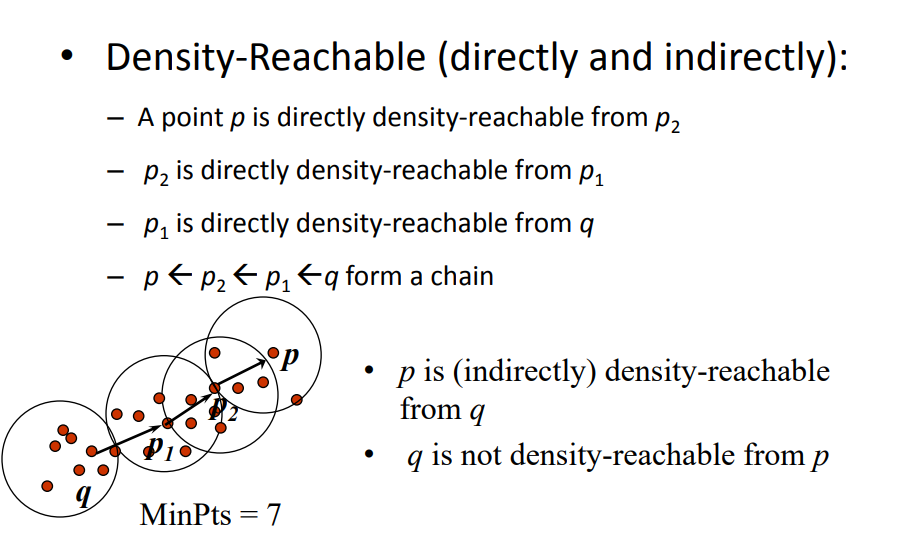 • Density-Reachable (directly and indirectly):
– A point p is directly density-reachable from p₂
– p₂ is directly density-reachable from p₁
– p₁ is directly density-reachable from q
– p ← p₂ ← p₁ ← q form a chain
p
p₂
p₁
q
MinPts = 7
• p is (indirectly) density-reachable
from q
• q is not density-reachable from p